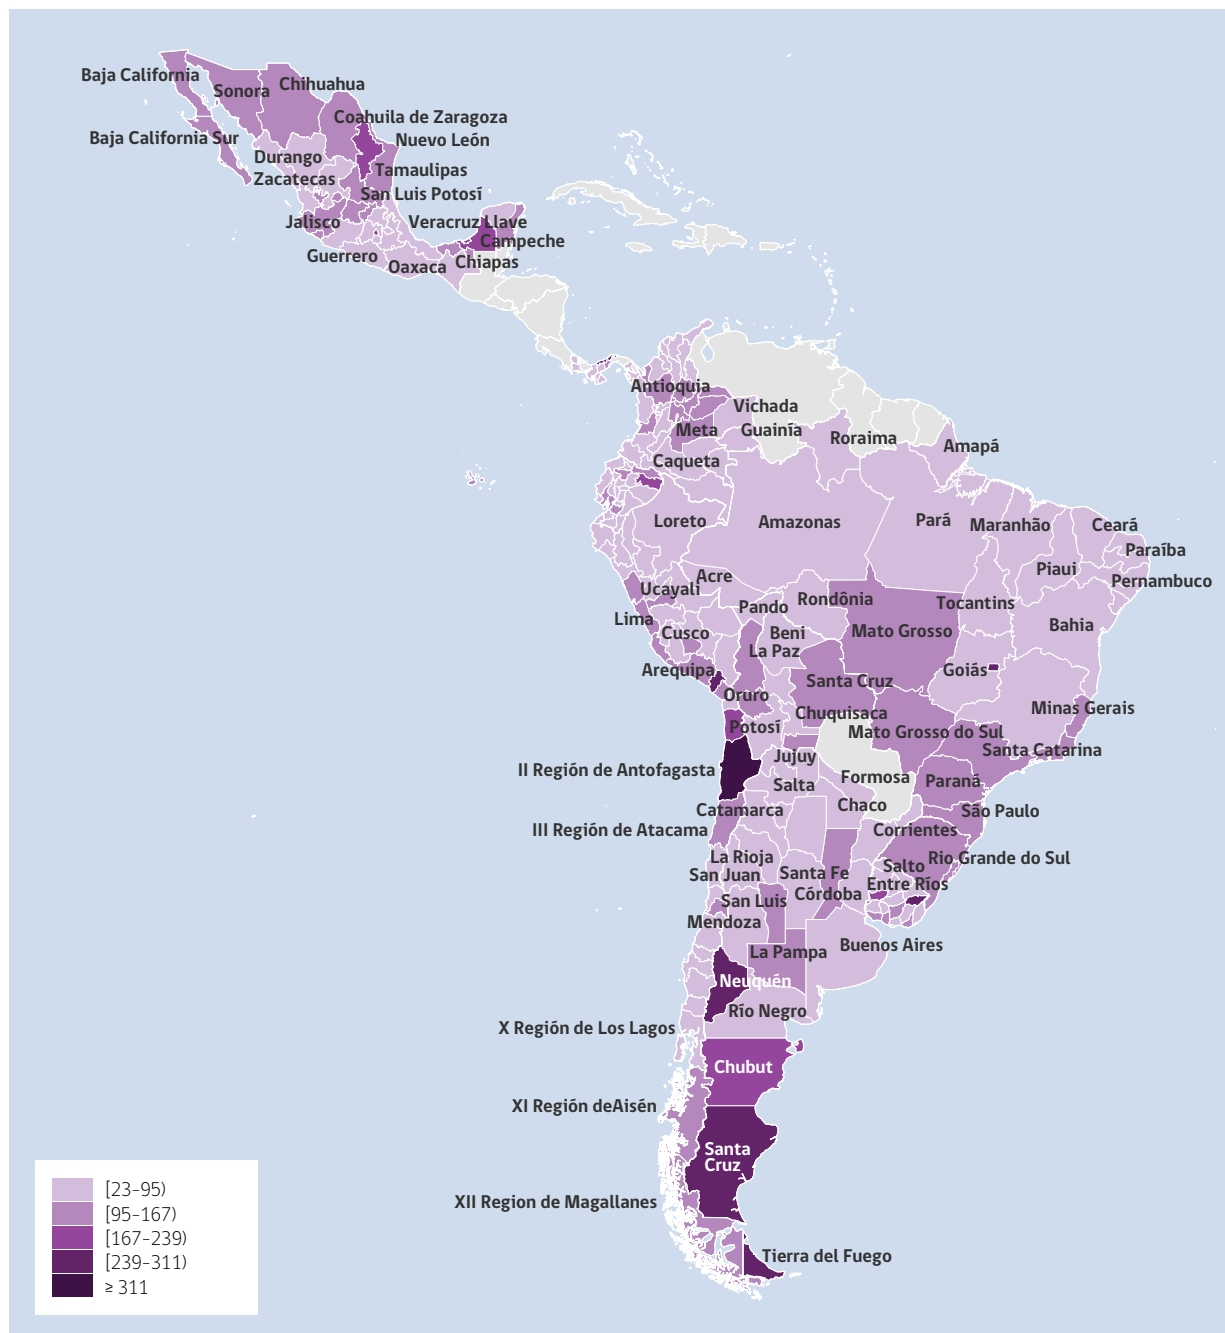 Baja California
Sonora
Chihuahua
Coahuila de Zaragoza
Baja California Sur
Nuevo León
Durango
Tamaulipas
Zacatecas
San Luis Potosí
Jalisco
Veracruz Llave
Campeche
Guerrero
Oaxaca
Chiapas
Antioquia
Vichada
Meta
Guainía
Roraima
Amapá
Caqueta
Loreto
Amazonas
Pará
Maranhão
Ceará
Paraíba
Piaui
Acre
Pernambuco
Ucayali
Rondônia
Tocantins
Pando
Lima
Cusco
Beni
Mato Grosso
Bahia
La Paz
Arequipa
Santa Cruz
Goiás
Oruro
Chuquisaca
Minas Gerais
Potosí
Mato Grosso do Sul
Santa Catarina
Jujuy
II Región de Antofagasta
Formosa
Paraná
Salta
Chaco
Catamarca
São Paulo
III Región de Atacama
Corrientes
La Rioja
Salto
Rio Grande do Sul
San Juan
Santa Fe
Entre Ríos
Córdoba
San Luis
Mendoza
Buenos Aires
La Pampa
Neuquén
Río Negro
X Región de Los Lagos
Chubut
XI Región deAisén
Santa
Cruz
XII Region de Magallanes
Tierra del Fuego
[23-95)
[95-167)
[167-239)
[239-311)
≥ 311